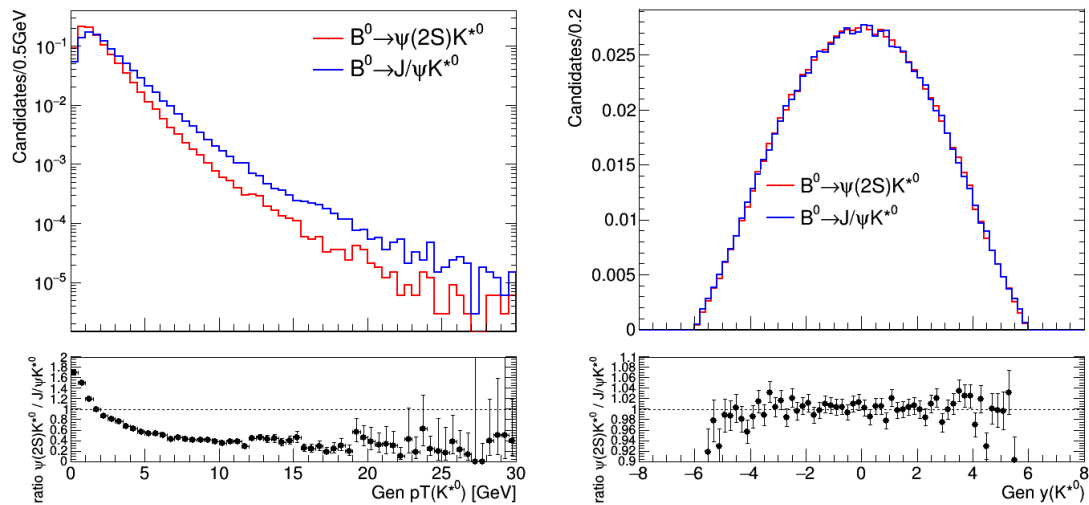 Candidates/0.5GeV
10⁻¹
10⁻²
10⁻³
10⁻⁴
10⁻⁵
B⁰→ψ(2S)K*⁰
B⁰→J/ψK*⁰
ratio ψ(2S)K*⁰ / J/ψK*⁰
2
1.8
1.6
1.4
1.2
1
0.8
0.6
0.4
0.2
0
0 5 10 15 20 25 30
Gen pT(K*⁰) [GeV]
Candidates/0.2
0.025
0.02
0.015
0.01
0.005
0
B⁰→ψ(2S)K*⁰
B⁰→J/ψK*⁰
ratio ψ(2S)K*⁰ / J/ψK*⁰
1.1
1.08
1.06
1.04
1.02
1
0.98
0.96
0.94
0.92
0.9
−8 −6 −4 −2 0 2 4 6 8
Gen y(K*⁰)